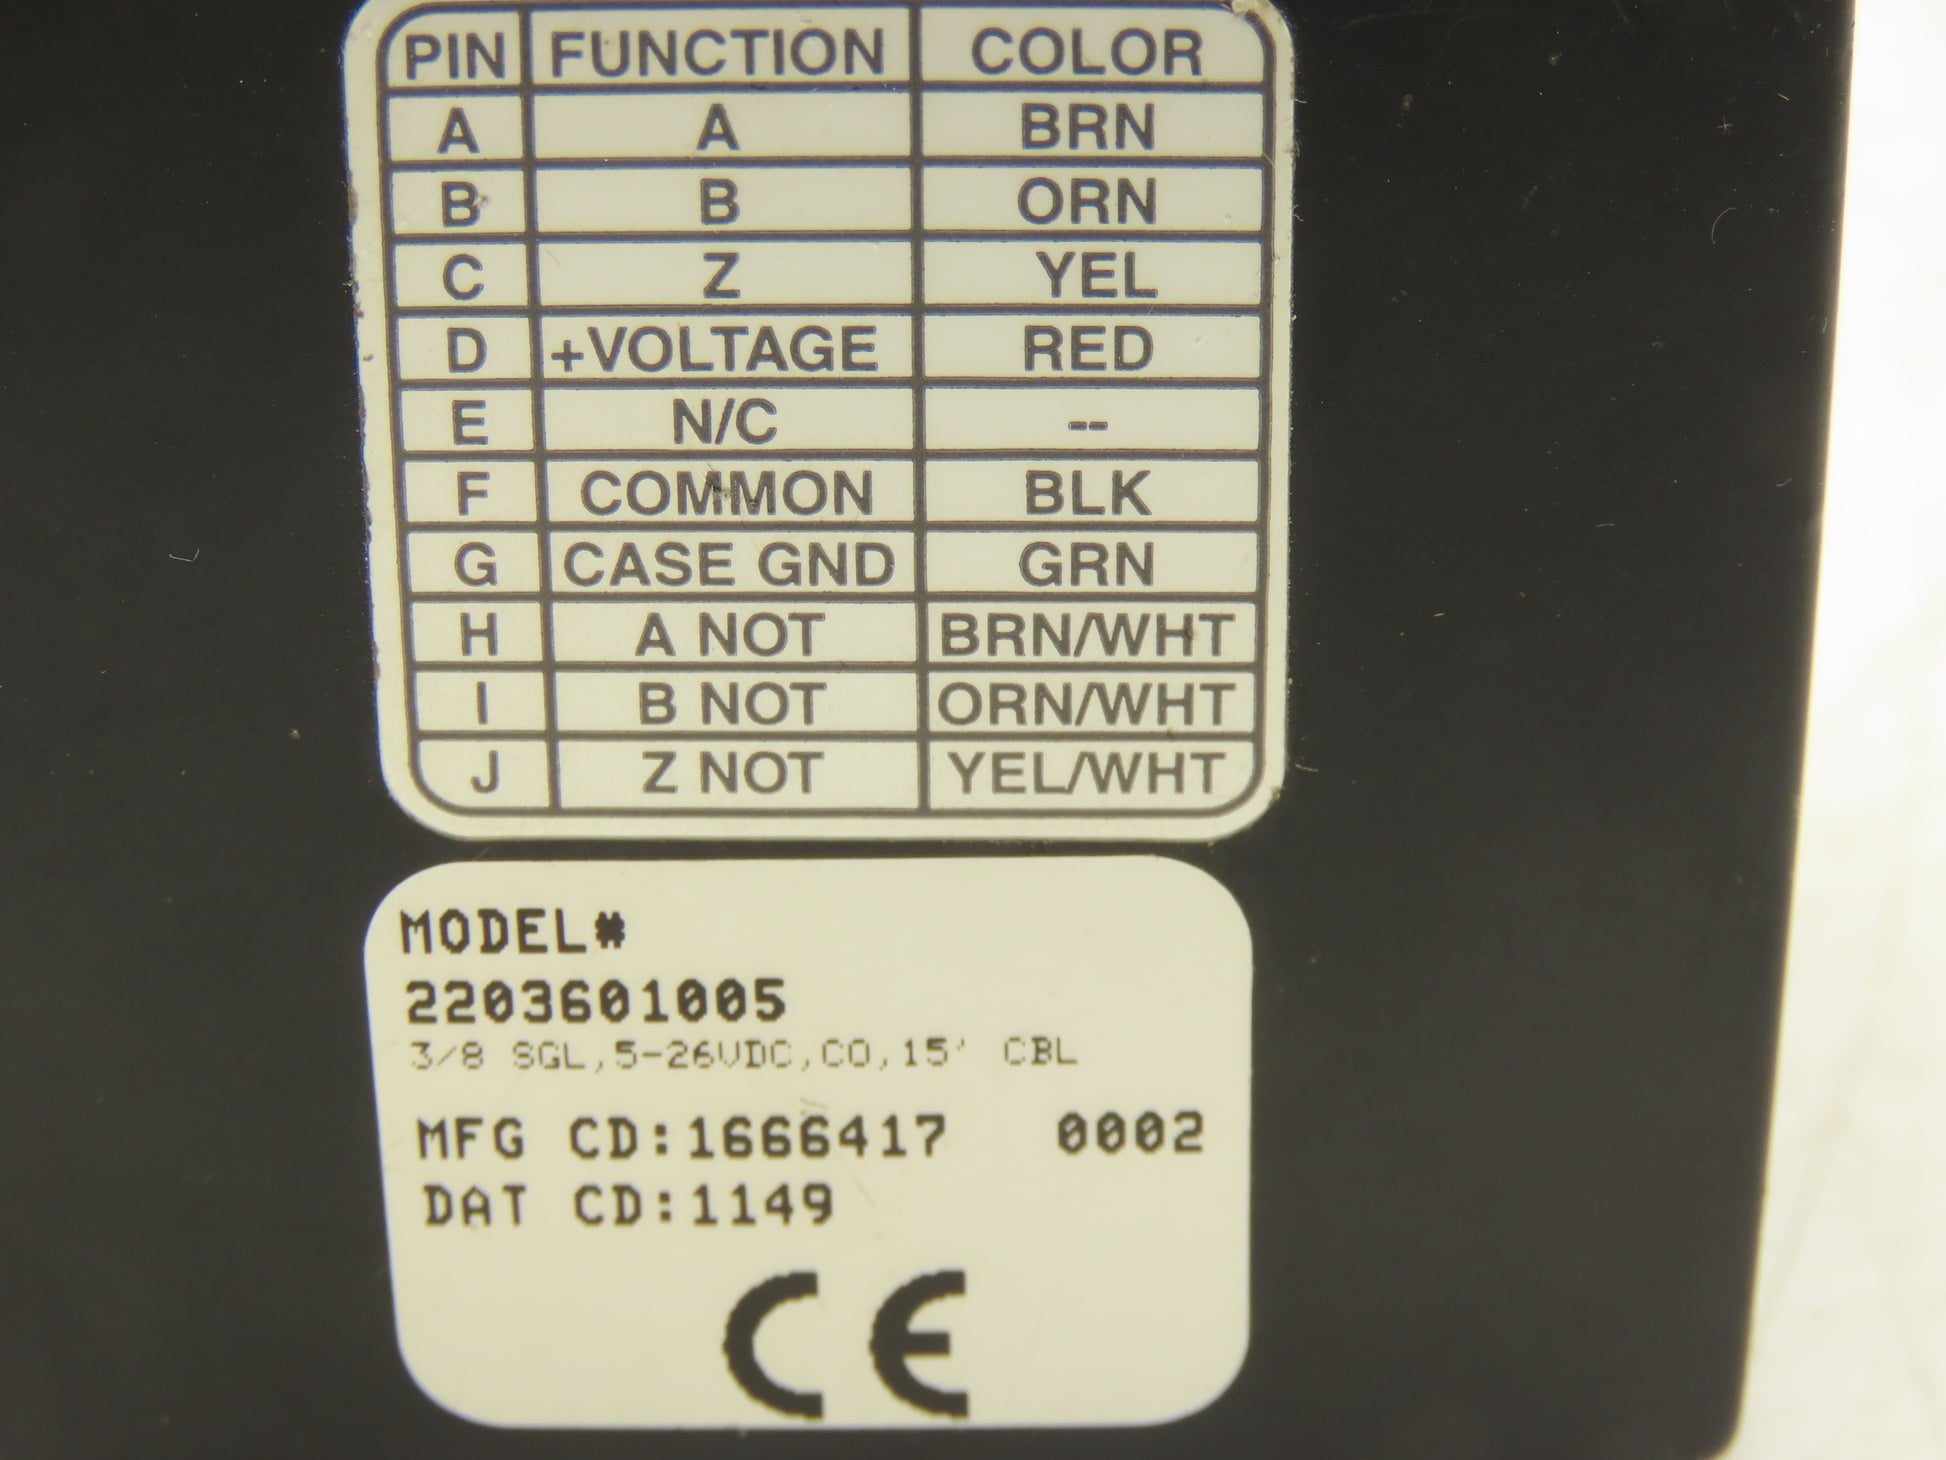 PIN FUNCTION COLOR
A A BRN
B B ORN
C Z YEL
D +VOLTAGE RED
E N/C --
F COMMON BLK
G CASE GND GRN
H A NOT BRN/WHT
I B NOT ORN/WHT
J Z NOT YEL/WHT
MODEL#
2203601005
3/8 SGL,5-26VDC,CO,15' CBL
MFG CD:1666417 0002
DAT CD:1149
CE